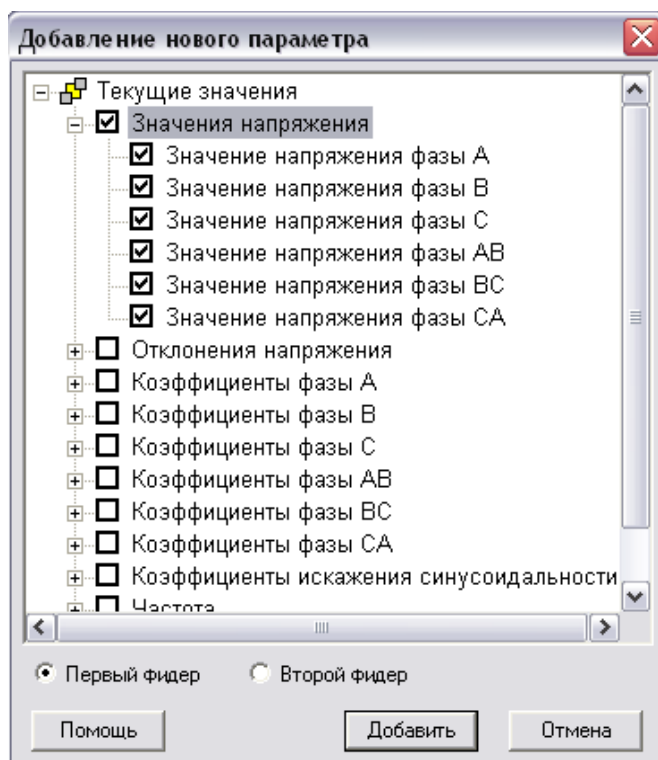 Добавление нового параметра
Текущие значения
Значения напряжения
Значение напряжения фазы A
Значение напряжения фазы B
Значение напряжения фазы C
Значение напряжения фазы AB
Значение напряжения фазы BC
Значение напряжения фазы CA
Отклонения напряжения
Коэффициенты фазы A
Коэффициенты фазы B
Коэффициенты фазы C
Коэффициенты фазы AB
Коэффициенты фазы BC
Коэффициенты фазы CA
Коэффициенты искажения синусоидальности
Частота
Первый фидер Второй фидер
Помощь Добавить Отмена